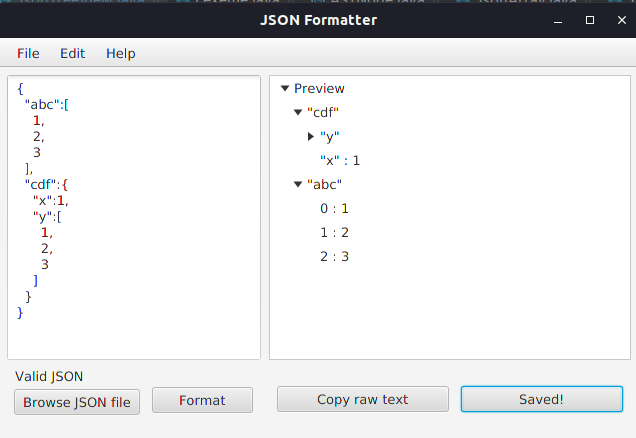 JSON Formatter
File Edit Help
{
"abc":[
1,
2,
3
],
"cdf":{
"x":1,
"y":[
1,
2,
3
]
}
}
Preview
"cdf"
"y"
"x" : 1
"abc"
0 : 1
1 : 2
2 : 3
Valid JSON
Browse JSON file
Format
Copy raw text
Saved!